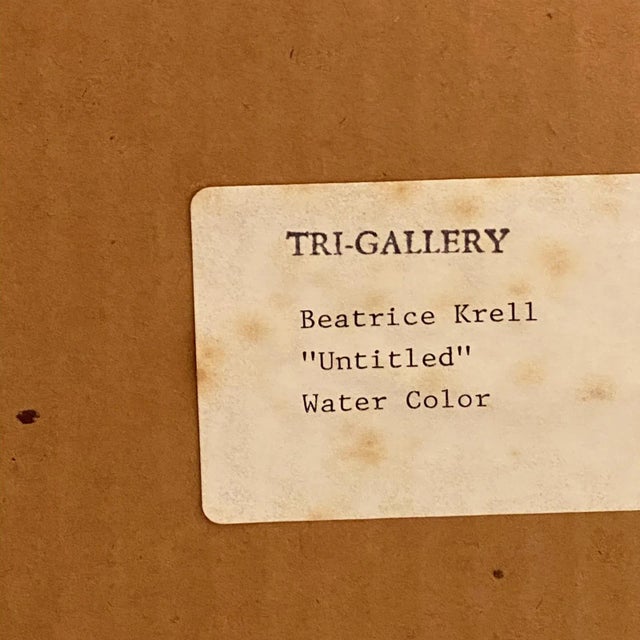 TRI-GALLERY
Beatrice Krell
"Untitled"
Water Color